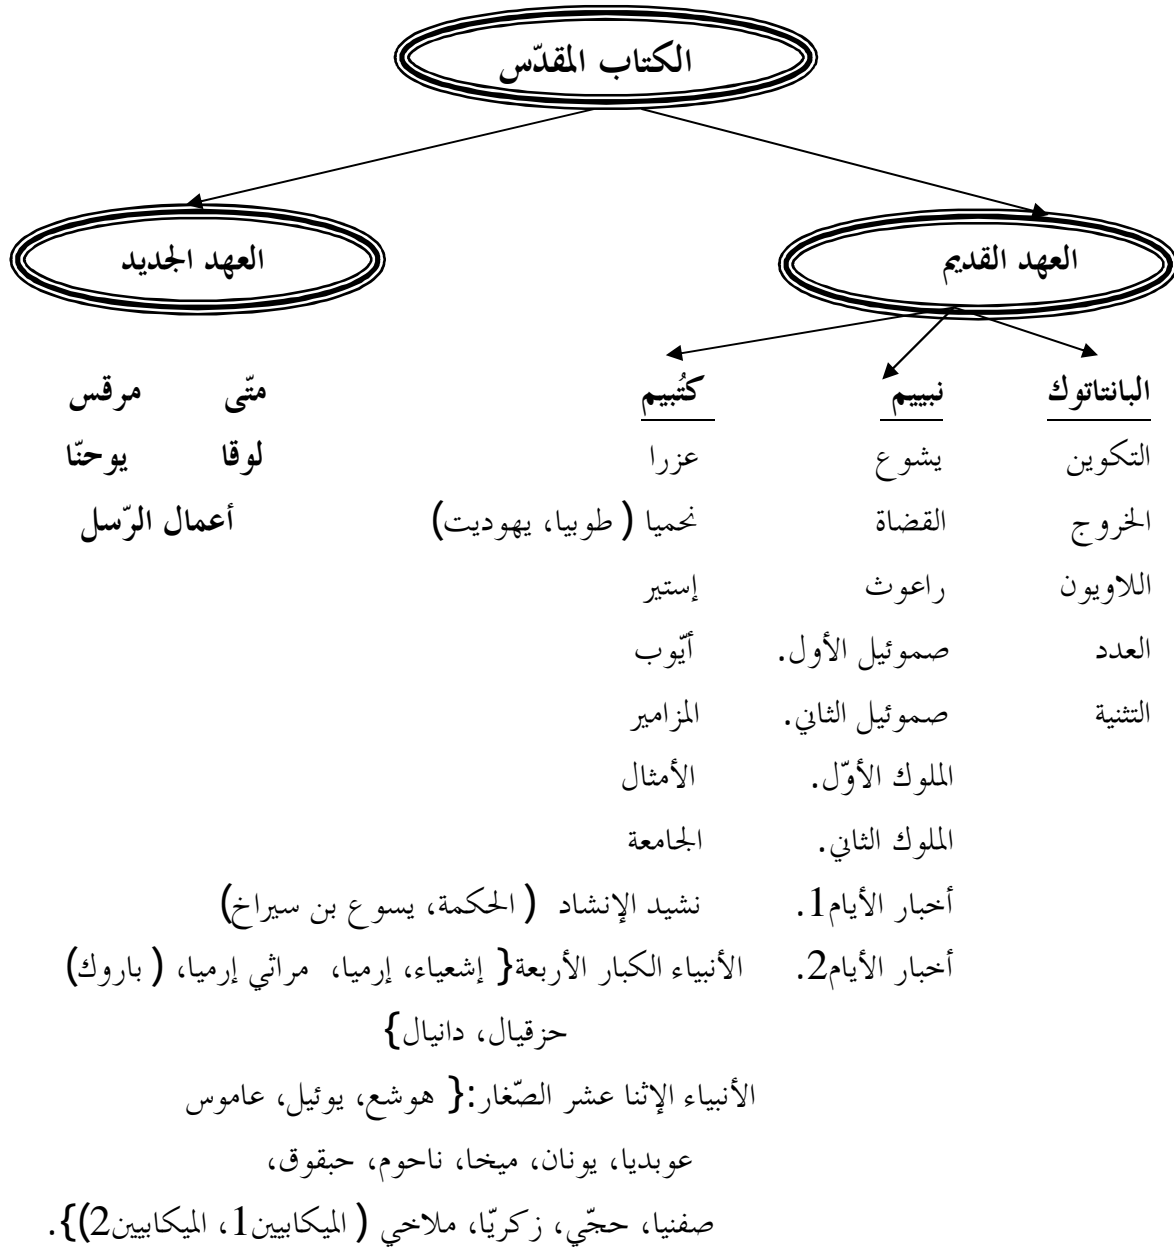 الكتاب المقدّس
العهد القديم
العهد الجديد
البانتاتوك نبييم كتُبيم متّى مرقس
التكوين يشوع عزرا لوقا يوحنّا
الخروج القضاة نحميا ( طوبيا، يهوديت) أعمال الرّسل
اللاويون راعوث إستير
العدد صموئيل الأول. أيّوب
التثنية صموئيل الثاني. المزامير
الملوك الأوّل. الأمثال
الملوك الثاني. الجامعة
أخبار الأيام1. نشيد الإنشاد ( الحكمة، يسوع بن سيراخ)
أخبار الأيام2. الأنبياء الكبار الأربعة{ إشعياء، إرميا، مراثي إرميا، ( باروك)
حزقيال، دانيال}
الأنبياء الإثنا عشر الصّغار:{ هوشع، يوئيل، عاموس
عوبديا، يونان، ميخا، ناحوم، حبقوق،
صفنيا، حجّي، زكريّا، ملاخي ( الميكابيين1، الميكابيين2)}.